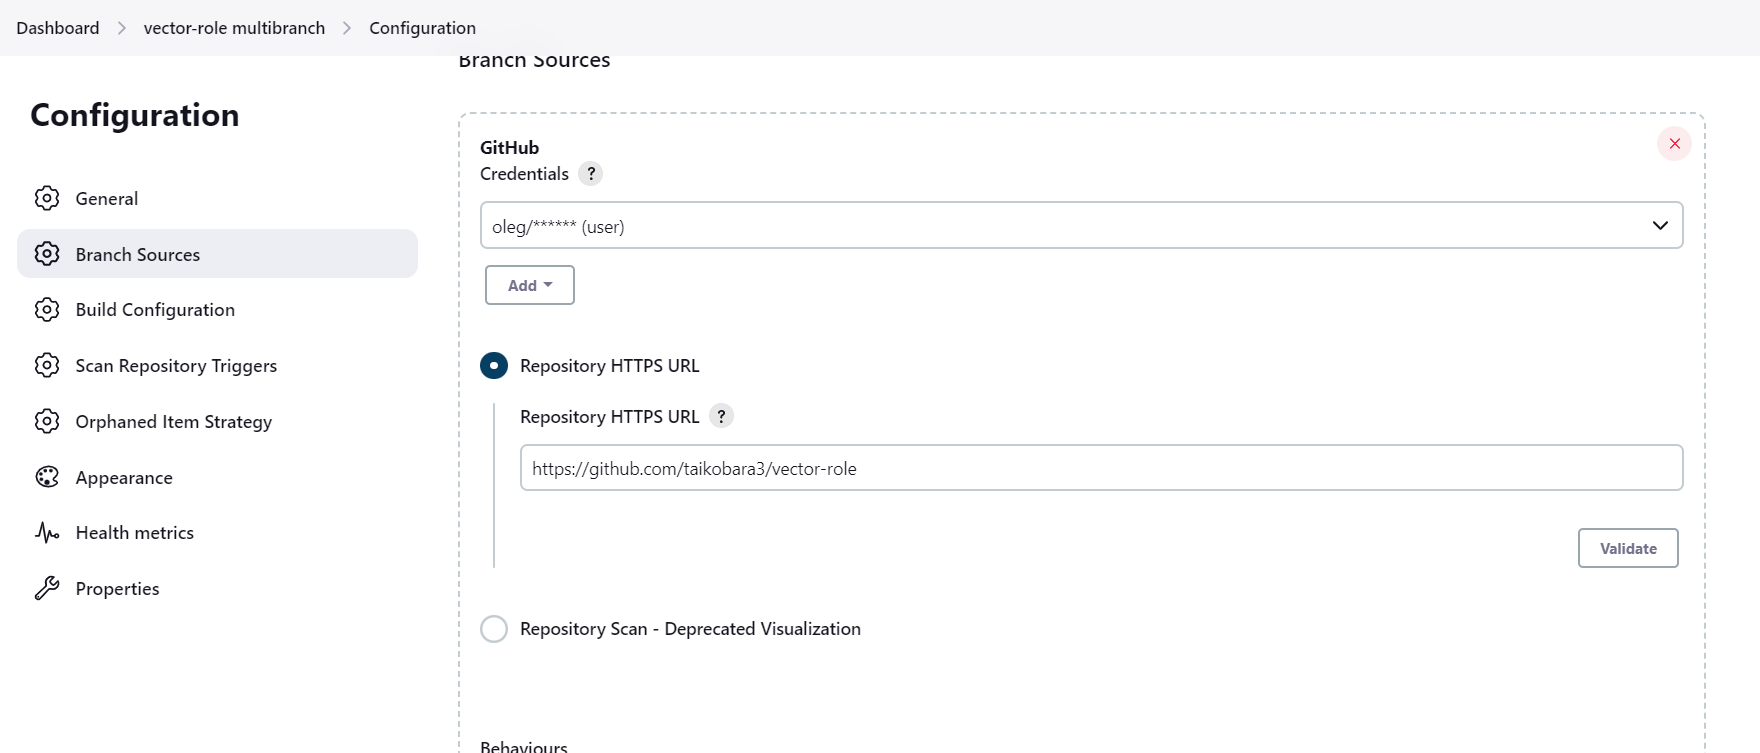 Dashboard > vector-role multibranch > Configuration
Branch Sources
Configuration
General
Branch Sources
Build Configuration
Scan Repository Triggers
Orphaned Item Strategy
Appearance
Health metrics
Properties
GitHub
Credentials ?
oleg/****** (user)
Add
Repository HTTPS URL
Repository HTTPS URL ?
https://github.com/taikobara3/vector-role
Validate
Repository Scan - Deprecated Visualization
Behaviours